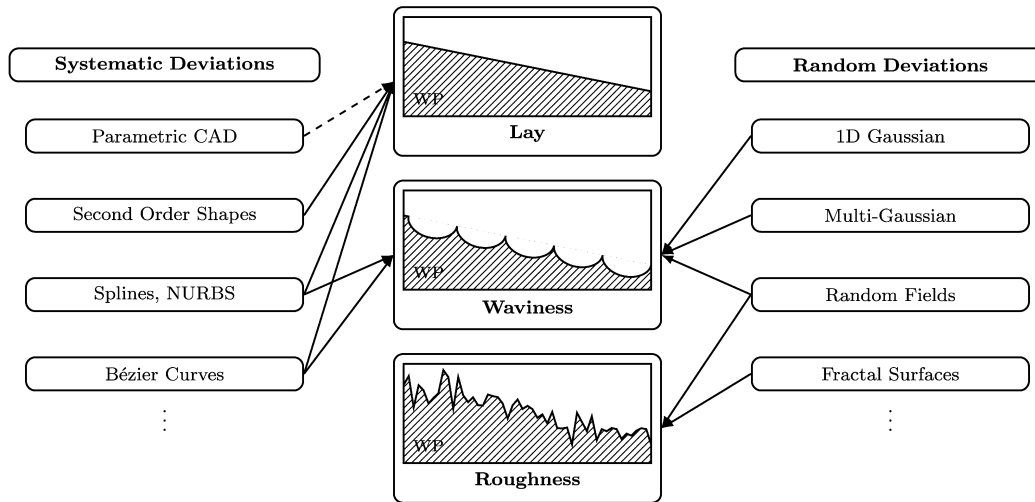 Systematic Deviations
Parametric CAD
Second Order Shapes
Splines, NURBS
Bézier Curves
⋮
WP
Lay
WP
Waviness
WP
Roughness
Random Deviations
1D Gaussian
Multi-Gaussian
Random Fields
Fractal Surfaces
⋮